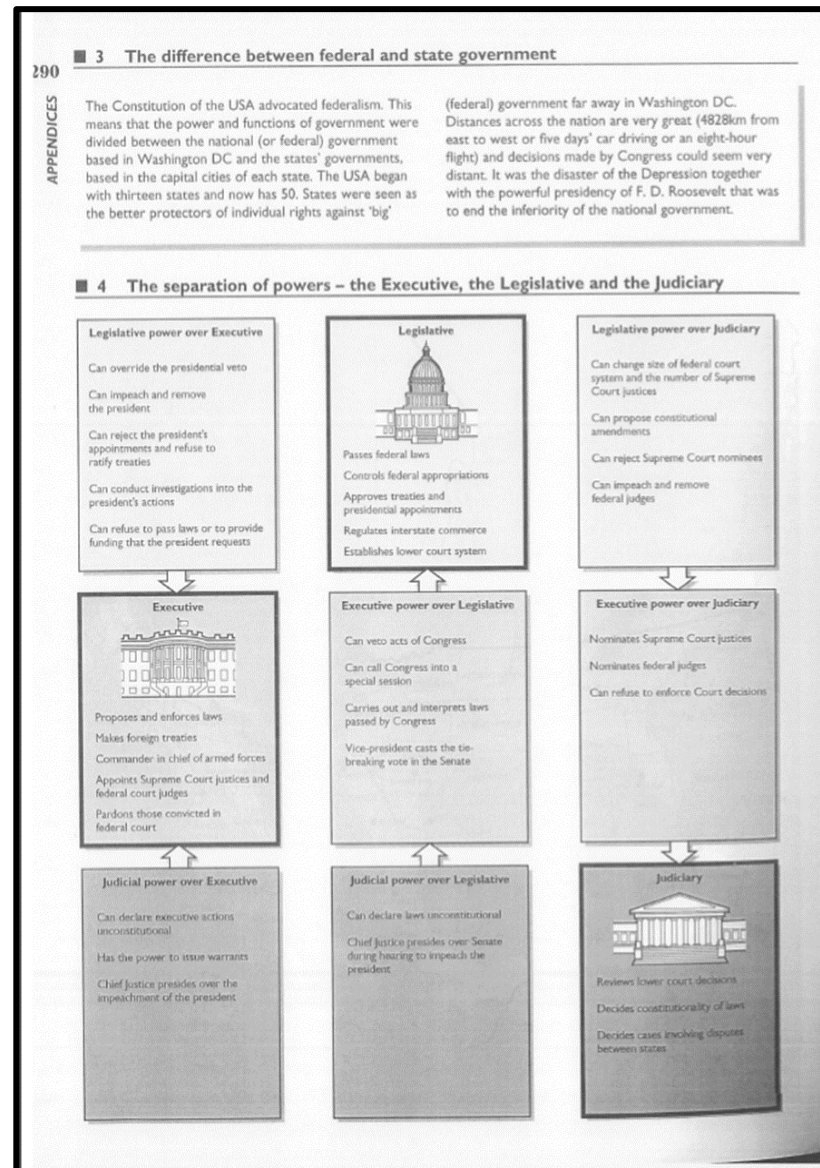 ■ 3 The difference between federal and state government
290
APPENDICES
The Constitution of the USA advocated federalism. This
means that the power and functions of government were
divided between the national (or federal) government
based in Washington DC and the states' governments,
based in the capital cities of each state. The USA began
with thirteen states and now has 50. States were seen as
the better protectors of individual rights against 'big'
(federal) government far away in Washington DC.
Distances across the nation are very great (4828km from
east to west or five days' car driving or an eight-hour
flight) and decisions made by Congress could seem very
distant. It was the disaster of the Depression together
with the powerful presidency of F. D. Roosevelt that was
to end the inferiority of the national government.
■ 4 The separation of powers – the Executive, the Legislative and the Judiciary
Legislative power over Executive
Can override the presidential veto
Can impeach and remove
the president
Can reject the president's
appointments and refuse to
ratify treaties
Can conduct investigations into the
president's actions
Can refuse to pass laws or to provide
funding that the president requests
Legislative
Passes federal laws
Controls federal appropriations
Approves treaties and
presidential appointments
Regulates interstate commerce
Establishes lower court system
Legislative power over Judiciary
Can change size of federal court
system and the number of Supreme
Court justices
Can propose constitutional
amendments
Can reject Supreme Court nominees
Can impeach and remove
federal judges
Executive
Proposes and enforces laws
Makes foreign treaties
Commander in chief of armed forces
Appoints Supreme Court justices and
federal court judges
Pardons those convicted in
federal court
Executive power over Legislative
Can veto acts of Congress
Can call Congress into a
special session
Carries out and interprets laws
passed by Congress
Vice-president casts the tie-
breaking vote in the Senate
Executive power over Judiciary
Nominates Supreme Court justices
Nominates federal judges
Can refuse to enforce Court decisions
Judicial power over Executive
Can declare executive actions
unconstitutional
Has the power to issue warrants
Chief Justice presides over the
impeachment of the president
Judicial power over Legislative
Can declare laws unconstitutional
Chief Justice presides over Senate
during hearing to impeach the
president
Judiciary
Reviews lower court decisions
Decides constitutionality of laws
Decides cases involving disputes
between states